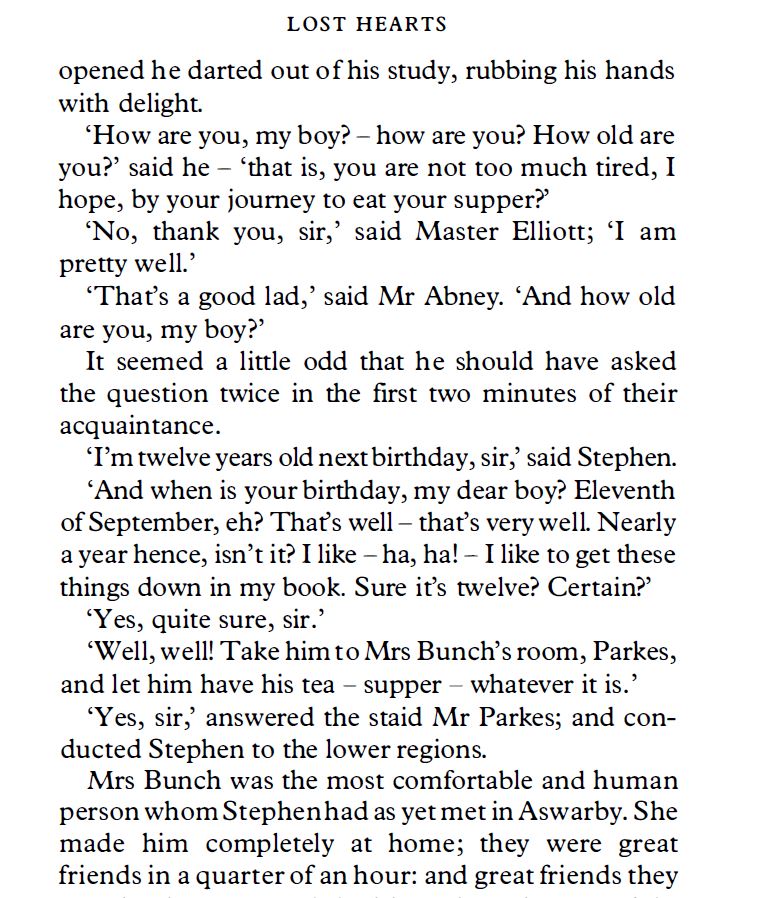 LOST HEARTS
opened he darted out of his study, rubbing his hands
with delight.
‘How are you, my boy? – how are you? How old are
you?’ said he – ‘that is, you are not too much tired, I
hope, by your journey to eat your supper?’
‘No, thank you, sir,’ said Master Elliott; ‘I am
pretty well.’
‘That’s a good lad,’ said Mr Abney. ‘And how old
are you, my boy?’
It seemed a little odd that he should have asked
the question twice in the first two minutes of their
acquaintance.
‘I’m twelve years old next birthday, sir,’ said Stephen.
‘And when is your birthday, my dear boy? Eleventh
of September, eh? That’s well – that’s very well. Nearly
a year hence, isn’t it? I like – ha, ha! – I like to get these
things down in my book. Sure it’s twelve? Certain?’
‘Yes, quite sure, sir.’
‘Well, well! Take him to Mrs Bunch’s room, Parkes,
and let him have his tea – supper – whatever it is.’
‘Yes, sir,’ answered the staid Mr Parkes; and con-
ducted Stephen to the lower regions.
Mrs Bunch was the most comfortable and human
person whom Stephen had as yet met in Aswarby. She
made him completely at home; they were great
friends in a quarter of an hour: and great friends they